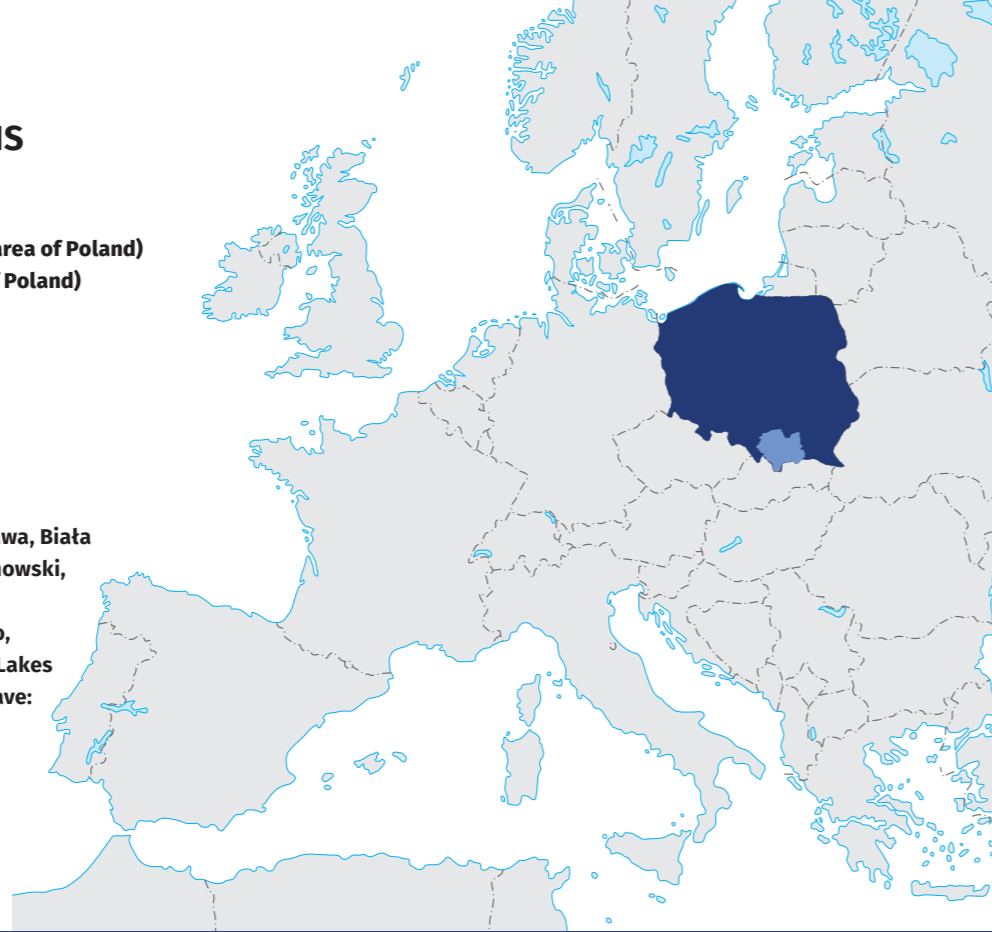 IS
area of Poland)
Poland)
wa, Biała
nowski,
o,
Lakes
ave: